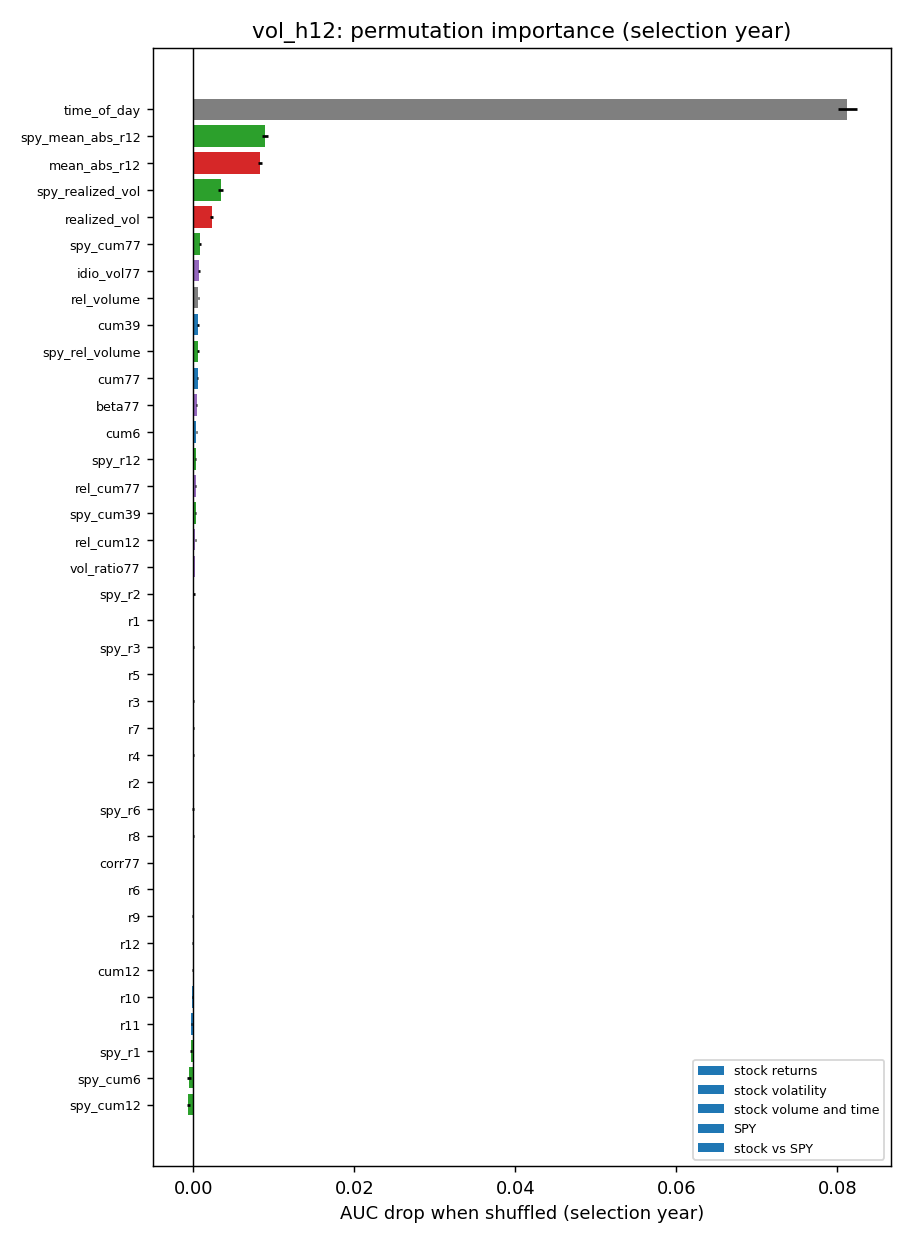 vol_h12: permutation importance (selection year)
time_of_day
spy_mean_abs_r12
mean_abs_r12
spy_realized_vol
realized_vol
spy_cum77
idio_vol77
rel_volume
cum39
spy_rel_volume
cum77
beta77
cum6
spy_r12
rel_cum77
spy_cum39
rel_cum12
vol_ratio77
spy_r2
r1
spy_r3
r5
r3
r7
r4
r2
spy_r6
r8
corr77
r6
r9
r12
cum12
r10
r11
spy_r1
spy_cum6
spy_cum12
stock returns
stock volatility
stock volume and time
SPY
stock vs SPY
0.00 0.02 0.04 0.06 0.08
AUC drop when shuffled (selection year)